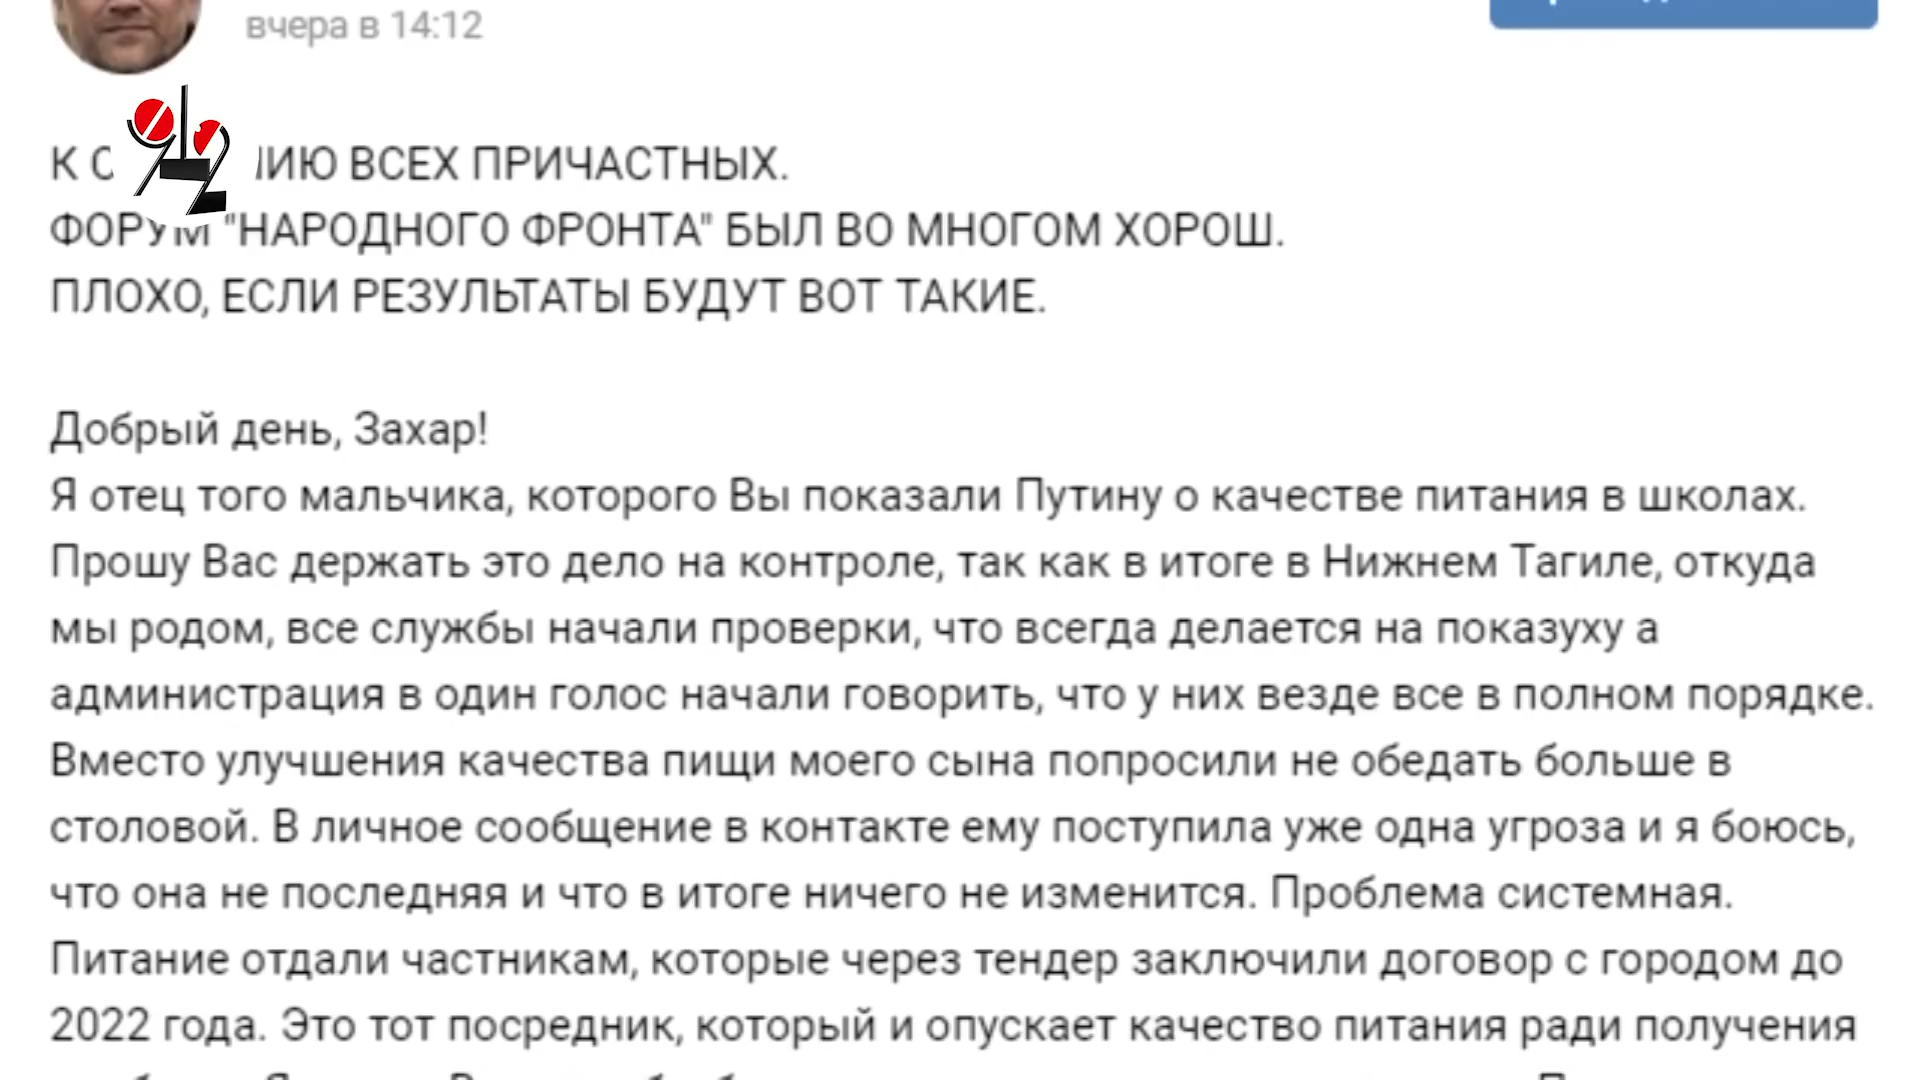 вчера в 14:12
К С ИЮ ВСЕХ ПРИЧАСТНЫХ.
ФОРУМ "НАРОДНОГО ФРОНТА" БЫЛ ВО МНОГОМ ХОРОШ.
ПЛОХО, ЕСЛИ РЕЗУЛЬТАТЫ БУДУТ ВОТ ТАКИЕ.
Добрый день, Захар!
Я отец того мальчика, которого Вы показали Путину о качестве питания в школах.
Прошу Вас держать это дело на контроле, так как в итоге в Нижнем Тагиле, откуда
мы родом, все службы начали проверки, что всегда делается на показуху а
администрация в один голос начали говорить, что у них везде все в полном порядке.
Вместо улучшения качества пищи моего сына попросили не обедать больше в
столовой. В личное сообщение в контакте ему поступила уже одна угроза и я боюсь,
что она не последняя и что в итоге ничего не изменится. Проблема системная.
Питание отдали частникам, которые через тендер заключили договор с городом до
2022 года. Это тот посредник, который и опускает качество питания ради получения